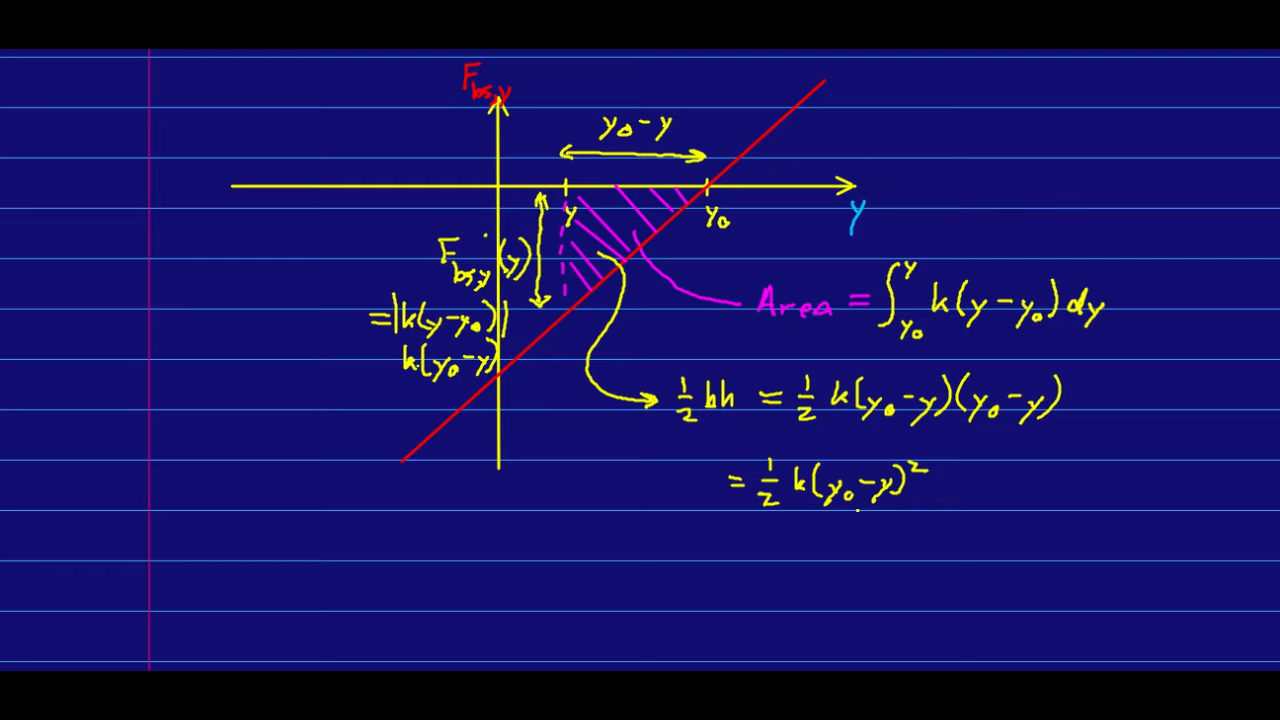 F_bs,y
y₀ - y
y
y₀
y
F_bs,y (y)
= |k(y - y₀)|
k(y₀ - y)
Area = ∫_{y₀}^{y} k(y - y₀) dy
½ bh = ½ k(y₀ - y)(y₀ - y)
= ½ k(y₀ - y)²